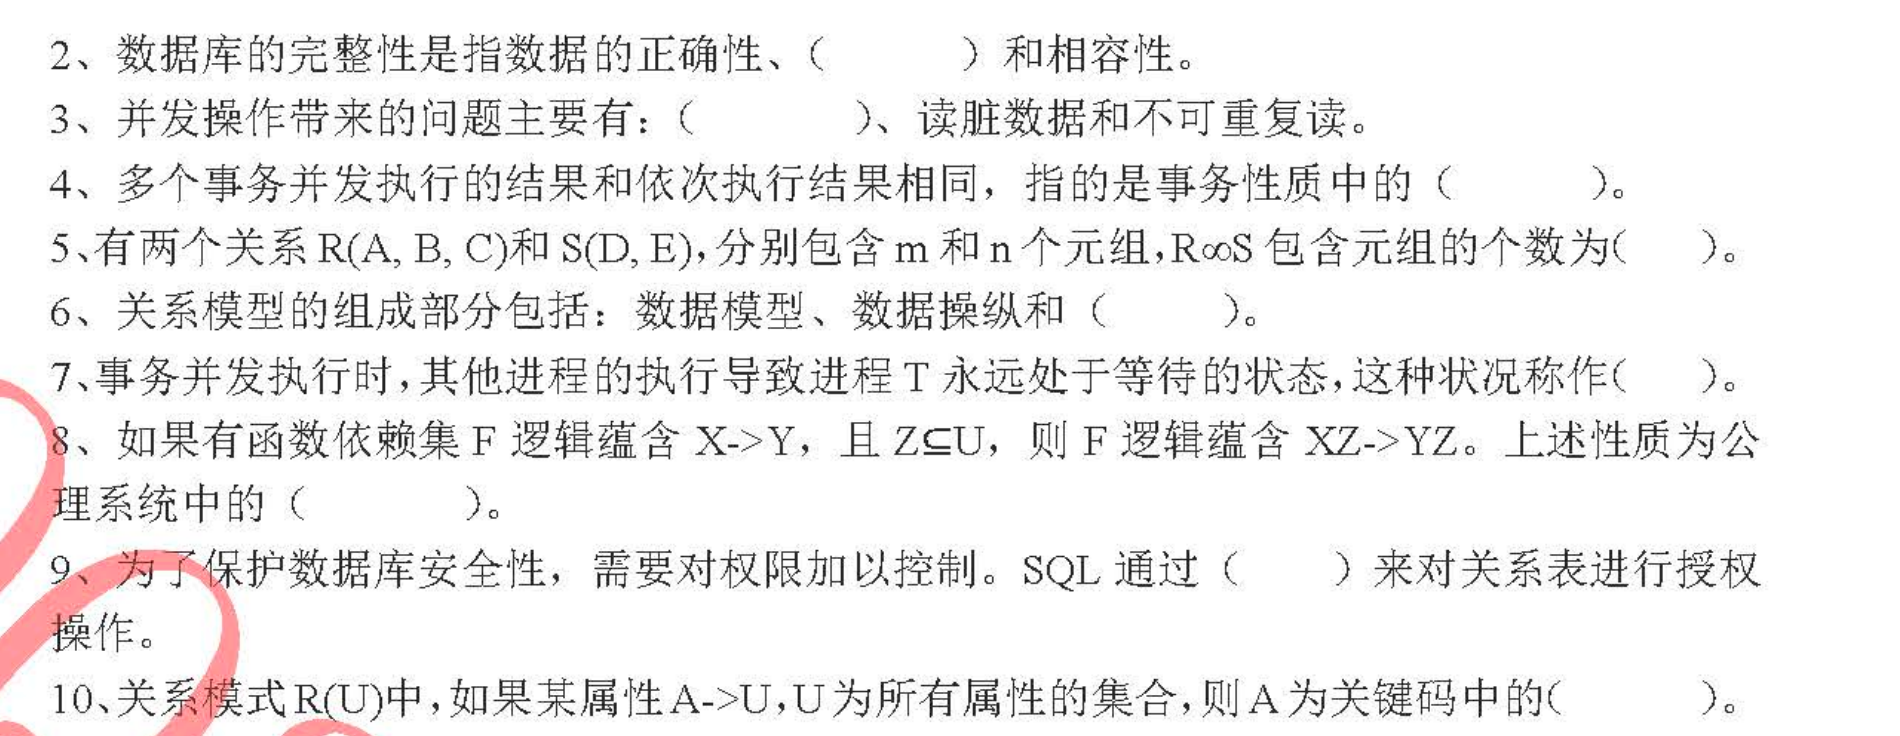 2、数据库的完整性是指数据的正确性、（　　　）和相容性。
3、并发操作带来的问题主要有：（　　　）、读脏数据和不可重复读。
4、多个事务并发执行的结果和依次执行结果相同，指的是事务性质中的（　　　）。
5、有两个关系 R(A, B, C)和 S(D, E)，分别包含 m 和 n 个元组，R∞S 包含元组的个数为(　　)。
6、关系模型的组成部分包括：数据模型、数据操纵和（　　　）。
7、事务并发执行时，其他进程的执行导致进程 T 永远处于等待的状态，这种状况称作(　　)。
8、如果有函数依赖集 F 逻辑蕴含 X->Y，且 Z⊆U，则 F 逻辑蕴含 XZ->YZ。上述性质为公
理系统中的（　　　）。
9、为了保护数据库安全性，需要对权限加以控制。SQL 通过（　　）来对关系表进行授权
操作。
10、关系模式 R(U)中，如果某属性 A->U，U 为所有属性的集合，则 A 为关键码中的(　　　)。